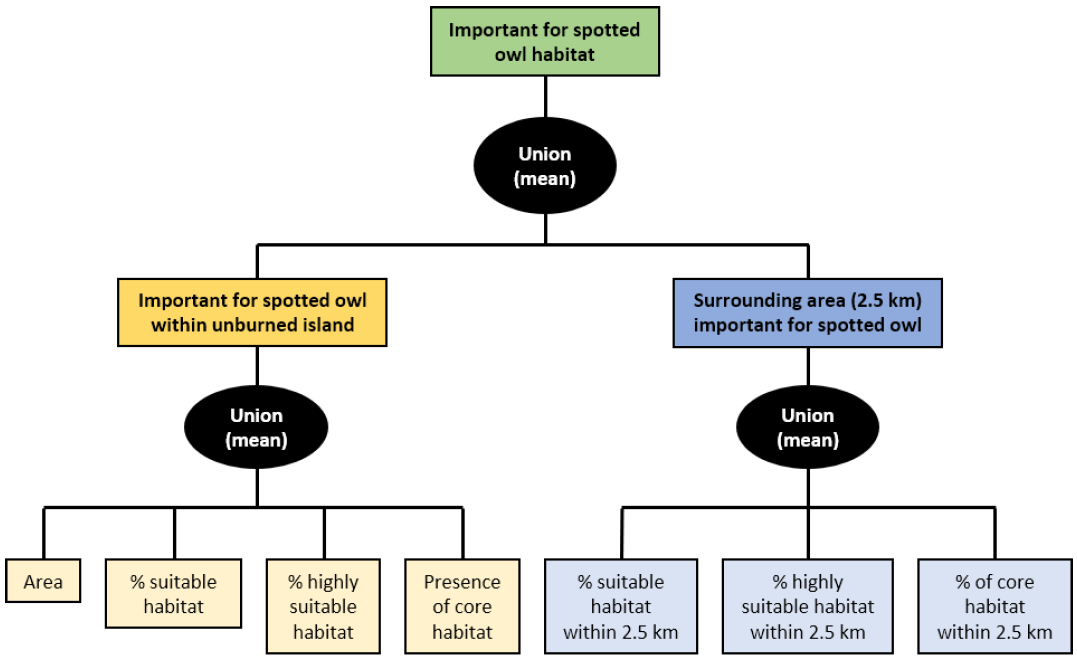 Important for spotted
owl habitat
Union
(mean)
Important for spotted owl
within unburned island
Surrounding area (2.5 km)
important for spotted owl
Union
(mean)
Union
(mean)
Area
% suitable
habitat
% highly
suitable
habitat
Presence
of core
habitat
% suitable
habitat
within 2.5 km
% highly
suitable habitat
within 2.5 km
% of core
habitat
within 2.5 km